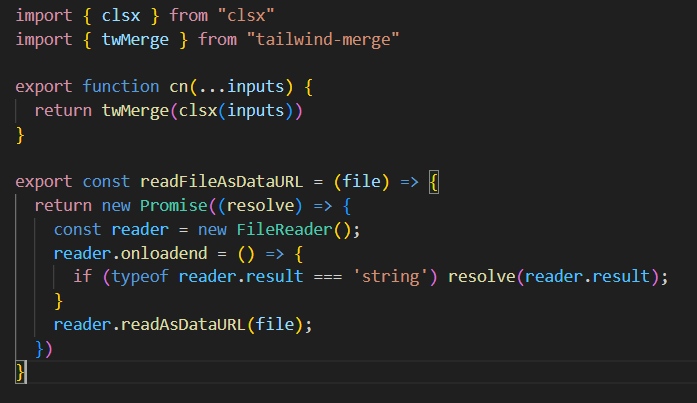 import { clsx } from "clsx"
import { twMerge } from "tailwind-merge"

export function cn(...inputs) {
  return twMerge(clsx(inputs))
}

export const readFileAsDataURL = (file) => {
  return new Promise((resolve) => {
    const reader = new FileReader();
    reader.onloadend = () => {
      if (typeof reader.result === 'string') resolve(reader.result);
    }
    reader.readAsDataURL(file);
  })
}